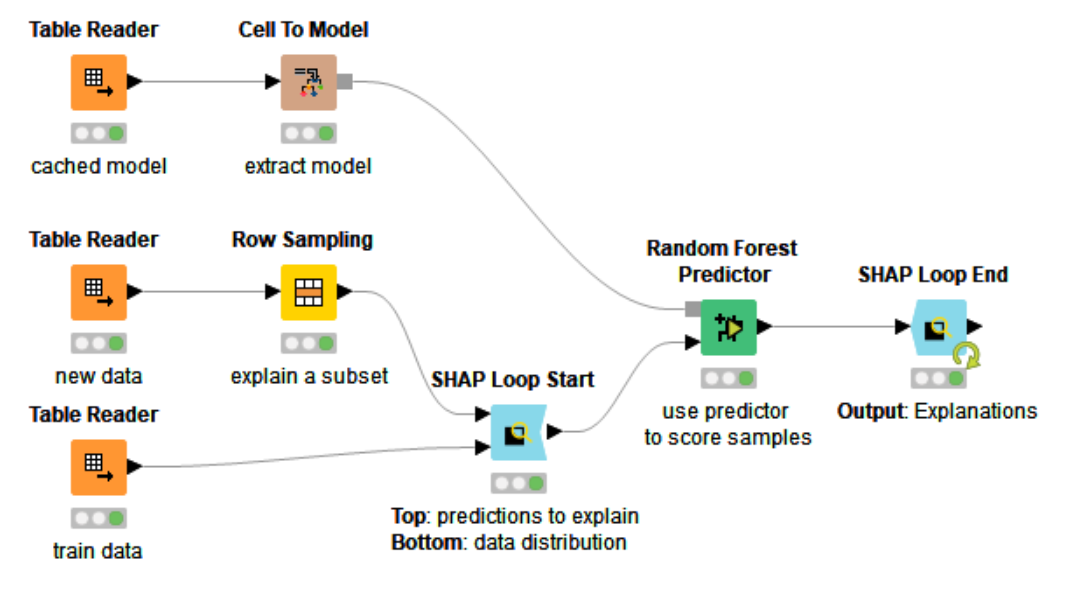 Table Reader
Cell To Model
cached model
extract model
Table Reader
Row Sampling
Random Forest
Predictor
SHAP Loop End
new data
explain a subset
SHAP Loop Start
Table Reader
use predictor
to score samples
Output: Explanations
Top: predictions to explain
Bottom: data distribution
train data